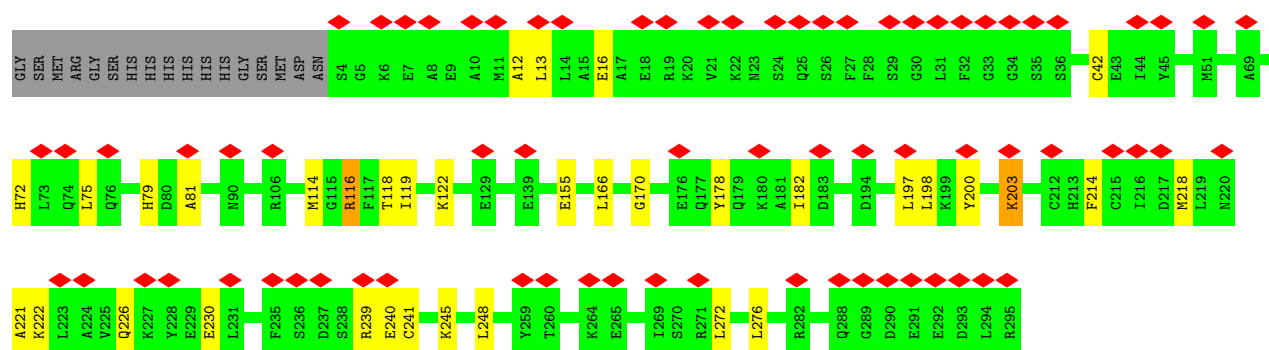 GLY SER MET ARG GLY SER HIS HIS HIS HIS HIS HIS GLY SER MET ASP ASN S4 G5 K6 E7 A8 E9 A10 M11 A12 L13 L14 A15 E16 A17 E18 R19 K20 V21 K22 N23 S24 Q25 S26 F27 F28 S29 G30 L31 F32 G33 G34 S35 S36 C42 E43 I44 Y45 M51 A69
H72 L73 Q74 L75 Q76 H79 D80 A81 N90 R106 M114 G115 R116 F117 T118 I119 K122 E129 E139 E155 L166 G170 E176 Q177 Y178 Q179 K180 A181 I182 D183 D194 L197 L198 K199 Y200 K203 C212 H213 F214 C215 I216 D217 M218 L219 N220
A221 K222 L223 A224 V225 Q226 K227 Y228 E229 E230 L231 F235 S236 D237 S238 R239 E240 C241 K245 L248 Y259 T260 K264 E265 I269 S270 R271 L272 L276 R282 Q288 G289 D290 E291 E292 D293 L294 R295